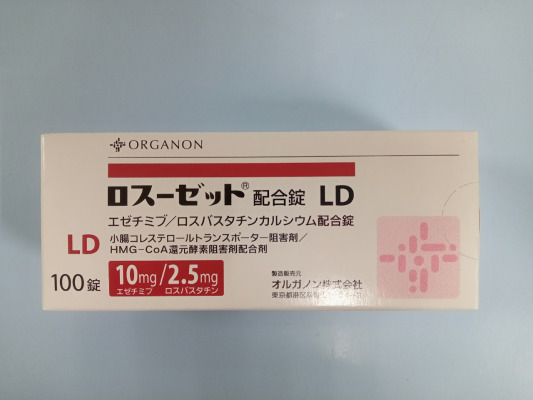 ORGANON
ロスーゼット® 配合錠 LD
エゼチミブ/ロスバスタチンカルシウム配合錠
LD
小腸コレステロールトランスポーター阻害剤/
HMG-CoA還元酵素阻害剤配合剤
100錠
10mg/2.5mg
エゼチミブ ロスバスタチン
製造販売元
オルガノン株式会社
東京都港区